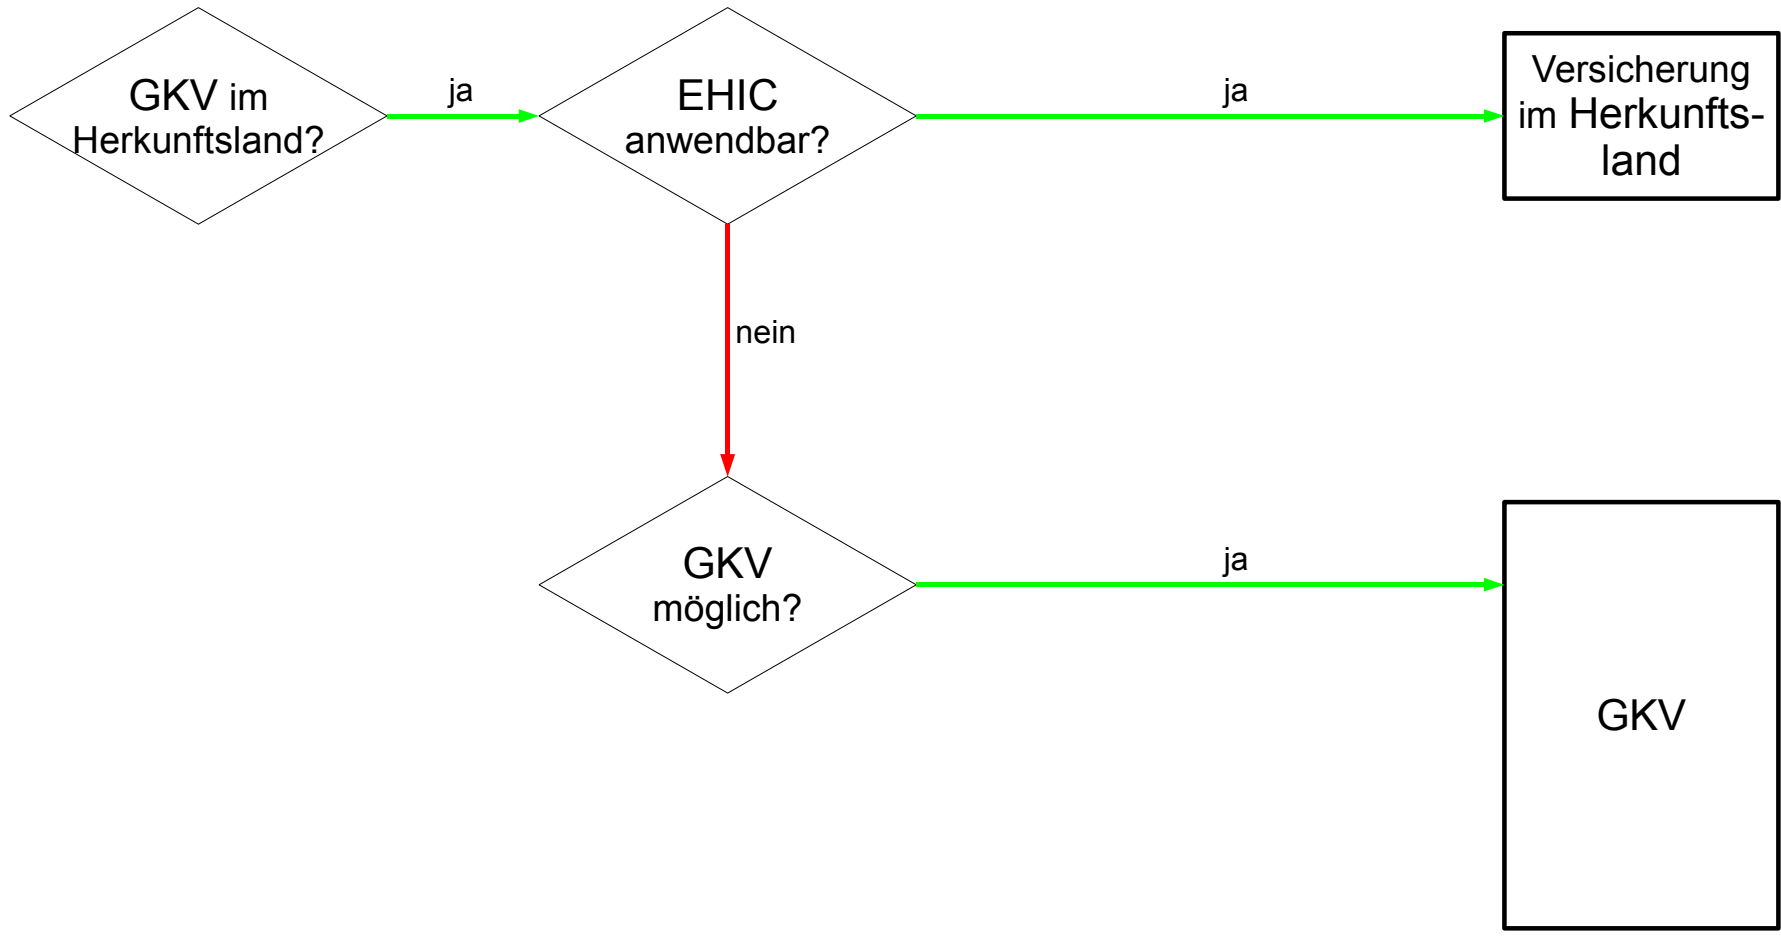 GKV im
Herkunftsland?
ja
EHIC
anwendbar?
ja
Versicherung
im Herkunfts-
land
nein
GKV
möglich?
ja
GKV